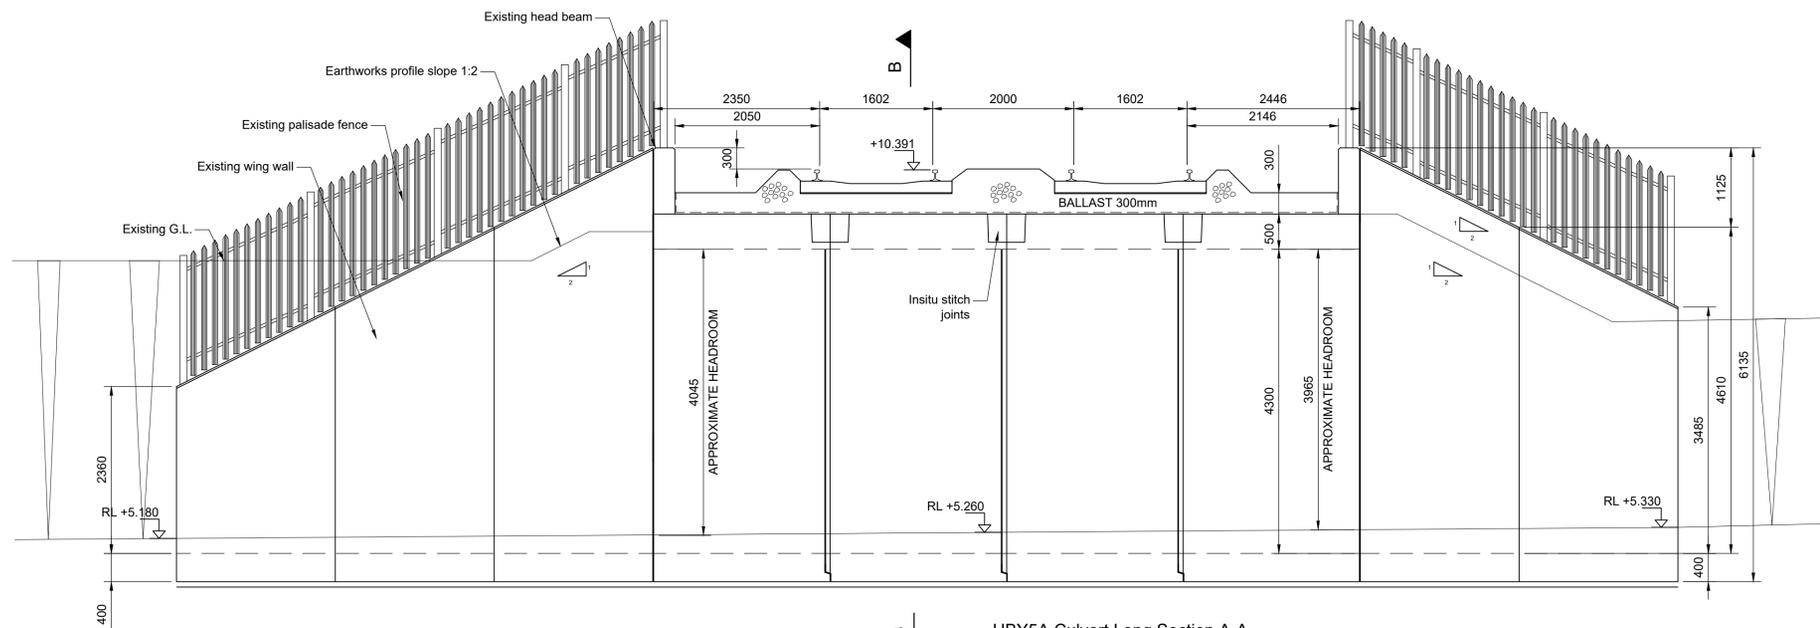 Existing head beam
Earthworks profile slope 1:2
B
2350
1602
2000
1602
2446
2050
2146
Existing palisade fence
+10.391
300
300
Existing wing wall
1125
BALLAST 300mm
Existing G.L.
500
1
2
1
2
1
2
Insitu stitch
joints
4045
APPROXIMATE HEADROOM
4300
3965
APPROXIMATE HEADROOM
3485
4610
6135
2360
RL +5.180
RL +5.260
RL +5.330
400
400